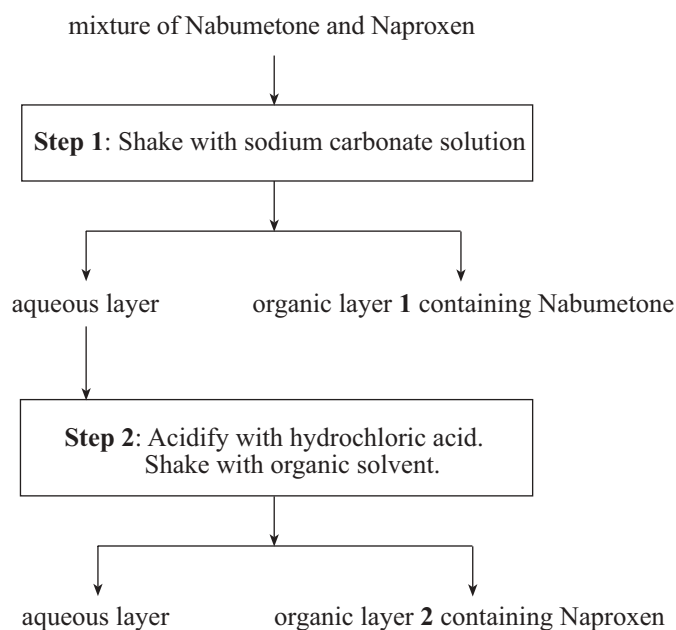 mixture of Nabumetone and Naproxen
Step 1: Shake with sodium carbonate solution
aqueous layer
organic layer 1 containing Nabumetone
Step 2: Acidify with hydrochloric acid.
Shake with organic solvent.
aqueous layer
organic layer 2 containing Naproxen